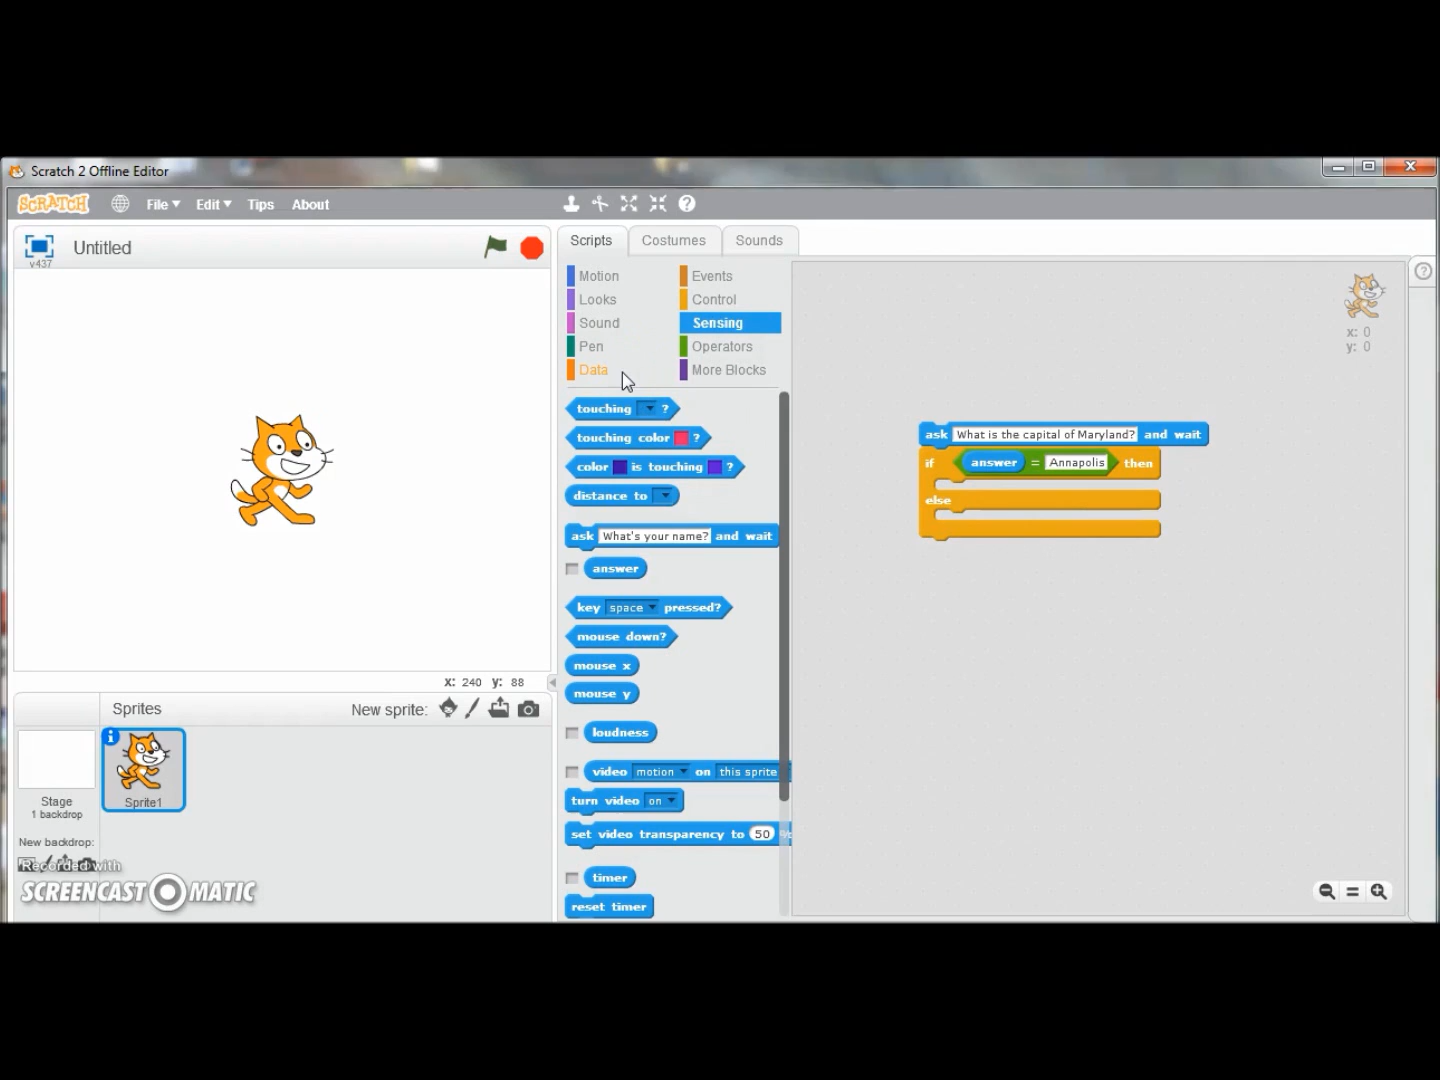 Scratch 2 Offline Editor
SCRATCH File Edit Tips About
v437 Untitled
Scripts Costumes Sounds
Motion Events
Looks Control
Sound Sensing
Pen Operators
Data More Blocks
x: 0
y: 0
touching ?
touching color ?
color is touching ?
distance to
ask What's your name? and wait
answer
key space pressed?
mouse down?
mouse x
mouse y
loudness
video motion on this sprite
turn video on
set video transparency to 50 %
timer
reset timer
ask What is the capital of Maryland? and wait
if answer = Annapolis then
else
x: 240 y: 88
Sprites New sprite:
Sprite1
Stage
1 backdrop
New backdrop:
Recorded with
SCREENCAST MATIC